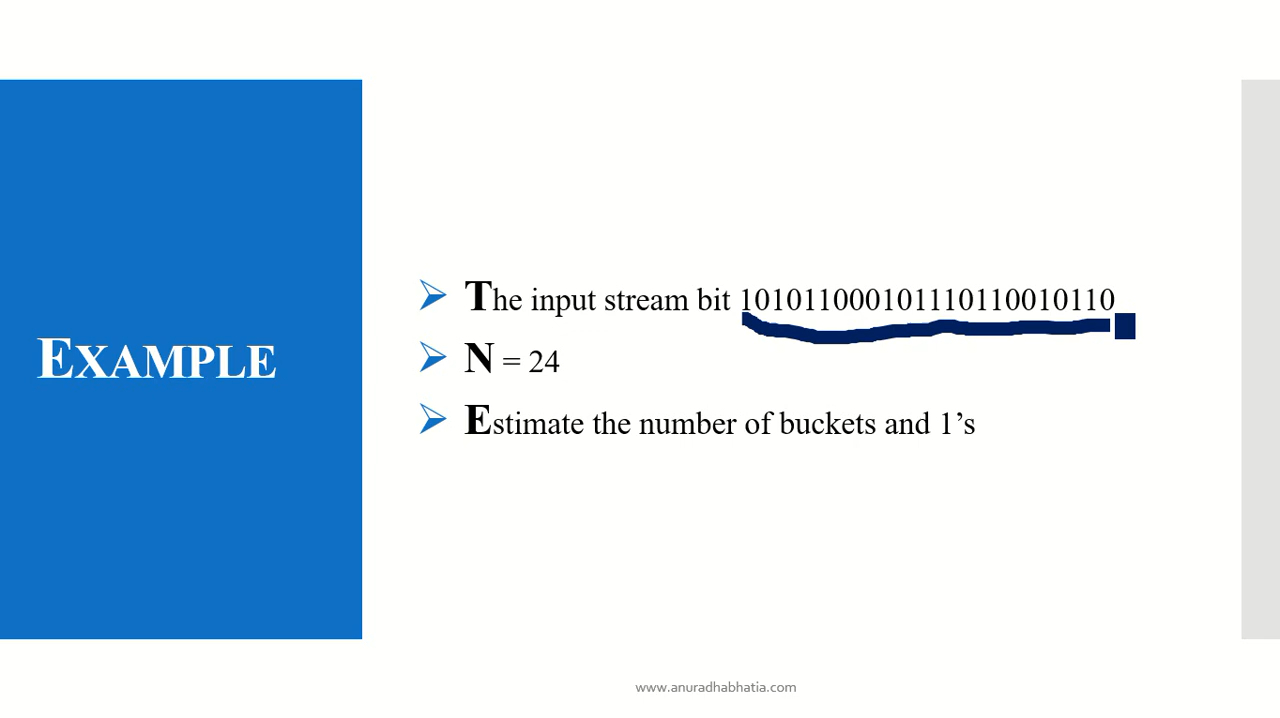 EXAMPLE
The input stream bit 101011000101110110010110
N = 24
Estimate the number of buckets and 1’s
www.anuradhabhatia.com